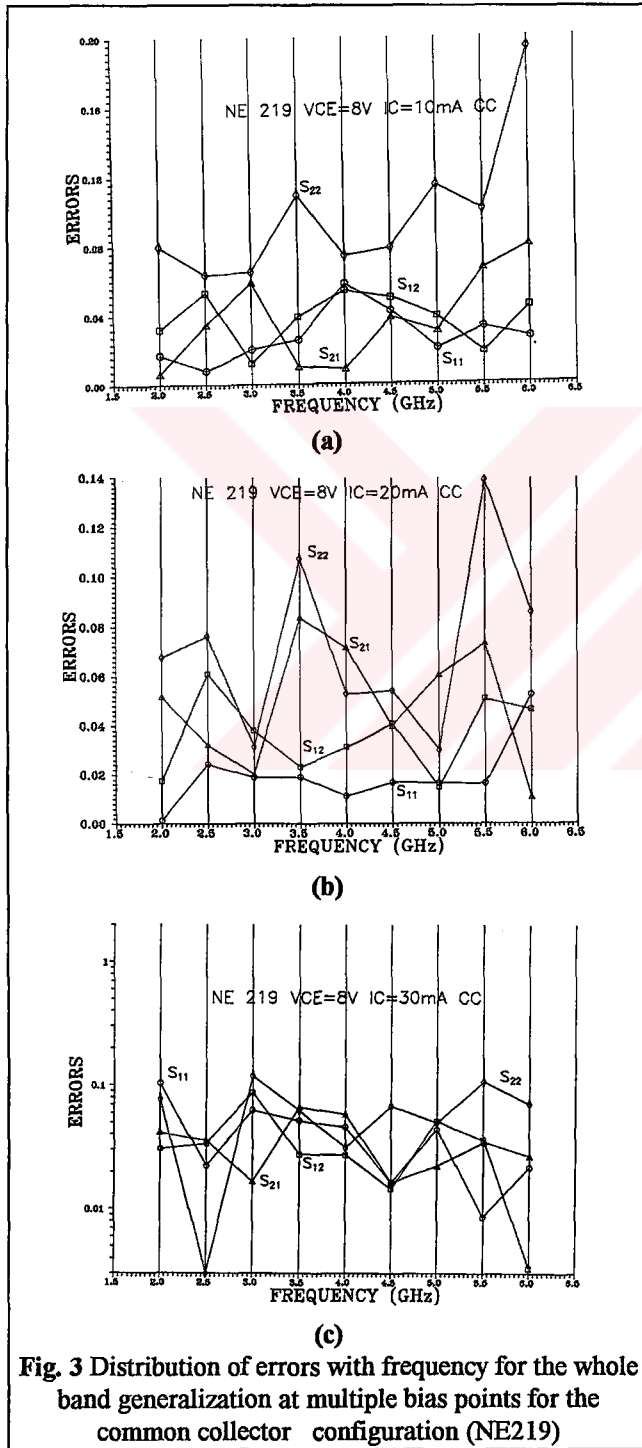 0.20
0.16
0.12
0.08
0.04
0.00
ERRORS
NE 219 VCE=8V IC=10mA CC
S22
S12
S21
S11
1.5 2.0 2.5 3.0 3.5 4.0 4.5 5.0 5.5 6.0 6.5
FREQUENCY (GHz)
(a)
0.14
0.12
0.10
0.08
0.06
0.04
0.02
0.00
ERRORS
NE 219 VCE=8V IC=20mA CC
S22
S21
S12
S11
1.5 2.0 2.5 3.0 3.5 4.0 4.5 5.0 5.5 6.0 6.5
FREQUENCY (GHz)
(b)
1
0.1
0.01
ERRORS
NE 219 VCE=8V IC=30mA CC
S11
S22
S12
S21
1.5 2.0 2.5 3.0 3.5 4.0 4.5 5.0 5.5 6.0 6.5
FREQUENCY (GHz)
(c)
Fig. 3 Distribution of errors with frequency for the whole
band generalization at multiple bias points for the
common collector configuration (NE219)